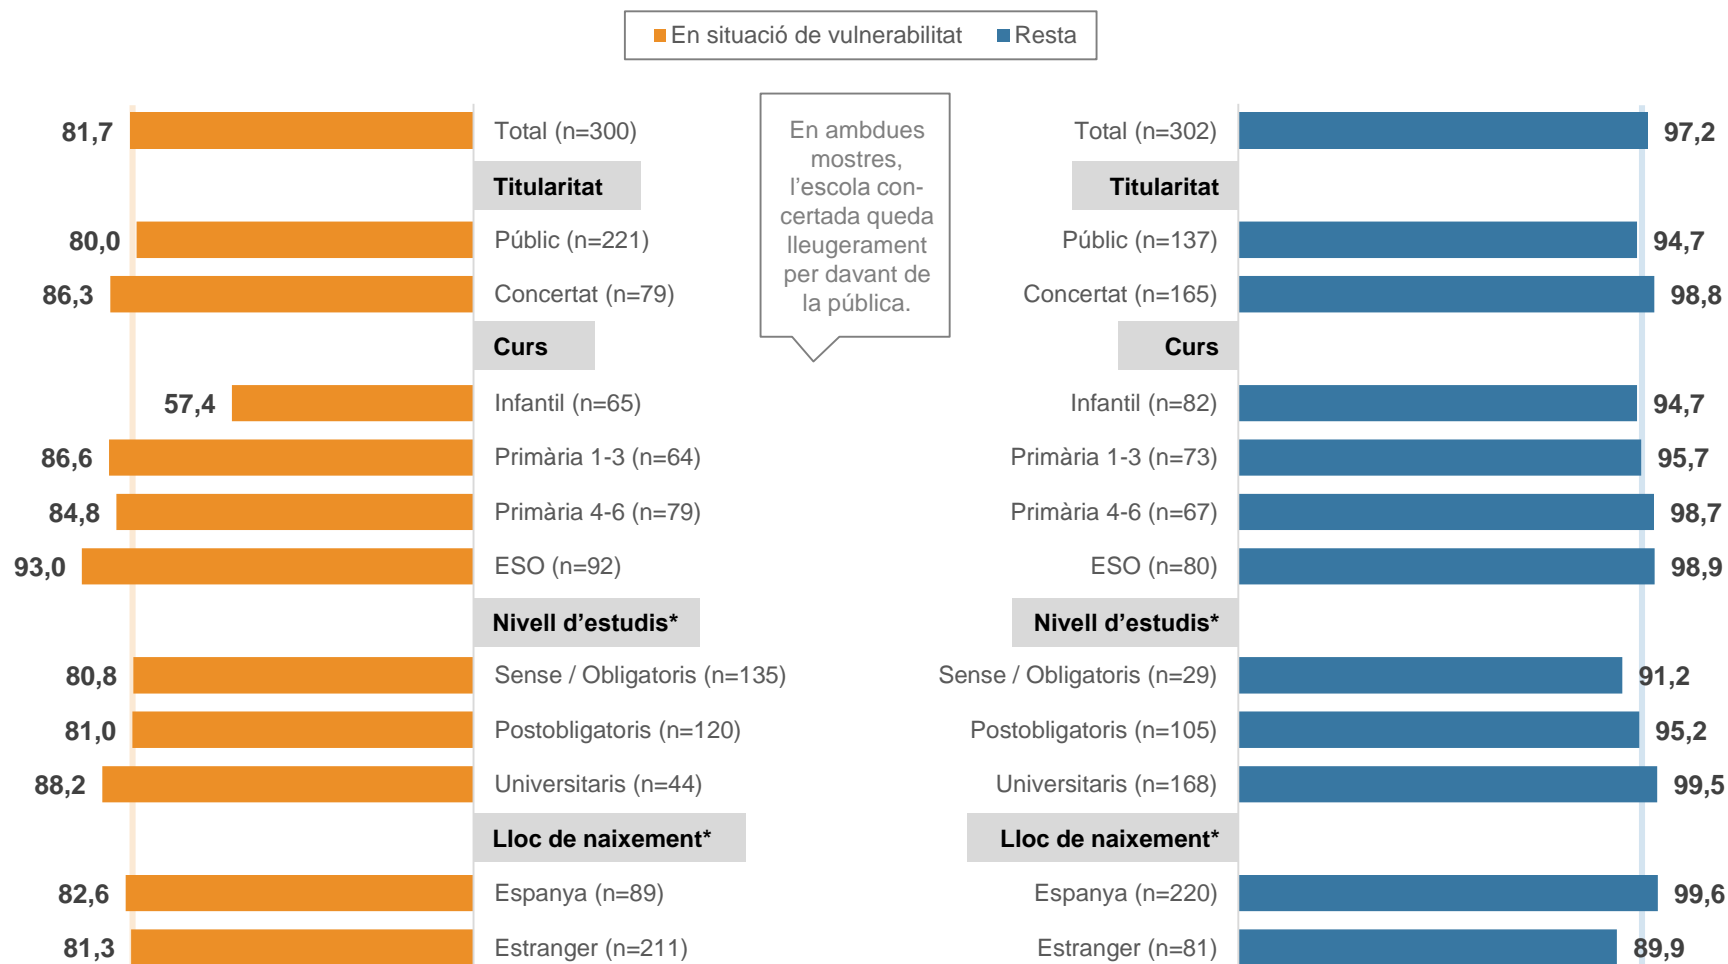 En situació de vulnerabilitat Resta
81,7 Total (n=300) Total (n=302) 97,2
En ambdues
mostres,
l’escola con-
certada queda
lleugerament
per davant de
la pública.
Titularitat Titularitat
80,0 Públic (n=221) Públic (n=137) 94,7
86,3 Concertat (n=79) Concertat (n=165) 98,8
Curs Curs
57,4 Infantil (n=65) Infantil (n=82) 94,7
86,6 Primària 1-3 (n=64) Primària 1-3 (n=73) 95,7
84,8 Primària 4-6 (n=79) Primària 4-6 (n=67) 98,7
93,0 ESO (n=92) ESO (n=80) 98,9
Nivell d’estudis* Nivell d’estudis*
80,8 Sense / Obligatoris (n=135) Sense / Obligatoris (n=29) 91,2
81,0 Postobligatoris (n=120) Postobligatoris (n=105) 95,2
88,2 Universitaris (n=44) Universitaris (n=168) 99,5
Lloc de naixement* Lloc de naixement*
82,6 Espanya (n=89) Espanya (n=220) 99,6
81,3 Estranger (n=211) Estranger (n=81) 89,9